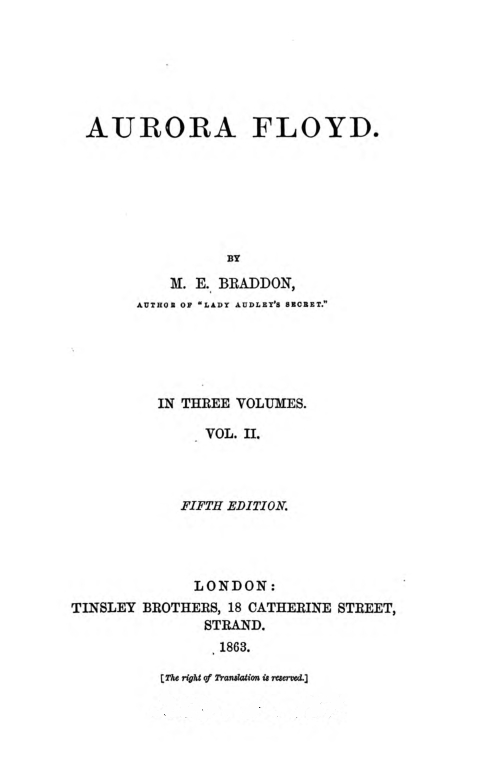 AURORA FLOYD.
BY
M. E. BRADDON,
AUTHOR OF "LADY AUDLEY'S SECRET."
IN THREE VOLUMES.
VOL. II.
FIFTH EDITION.
LONDON:
TINSLEY BROTHERS, 18 CATHERINE STREET,
STRAND.
1863.
[The right of Translation is reserved.]